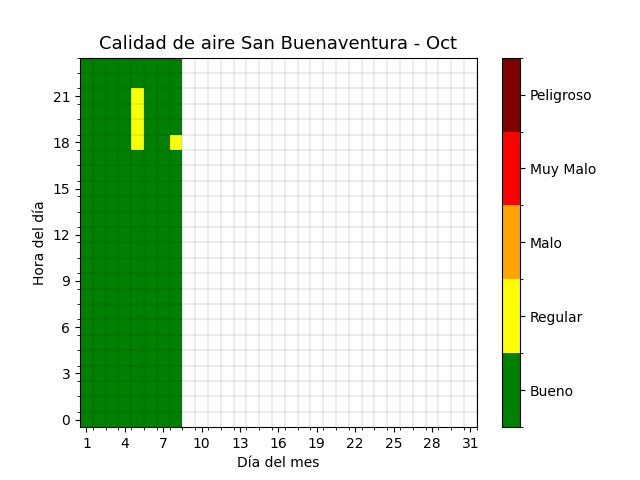 Calidad de aire San Buenaventura - Oct
21
18
15
12
9
6
3
0
Hora del día
1 4 7 10 13 16 19 22 25 28 31
Día del mes
Peligroso
Muy Malo
Malo
Regular
Bueno